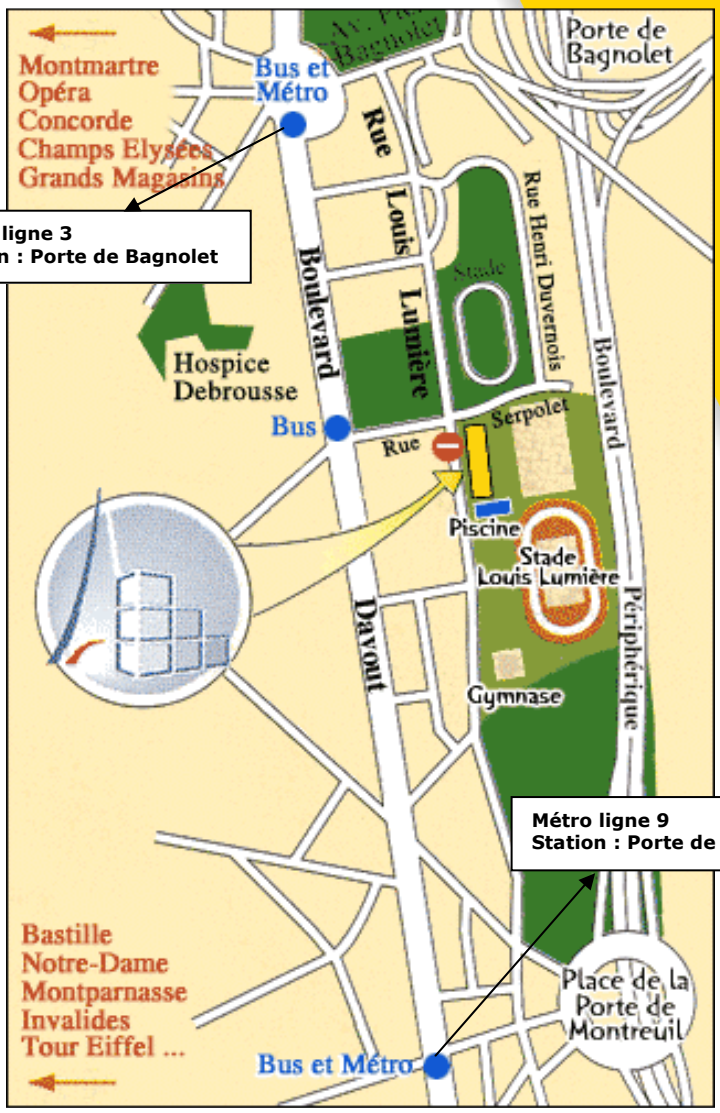 Porte de
Bagnolet
Av.
Bagnolet
Montmartre
Opéra
Concorde
Champs Elysées
Grands Magasins
Bus et
Métro
Rue
Louis
Lumière
Rue Henri Duvernois
ligne 3
: Porte de Bagnolet
Boulevard
Stade
Hospice
Debrousse
Boulevard
Bus
Rue
Serpolet
Piscine
Stade
Louis Lumière
Davout
Périphérique
Gymnase
Métro ligne 9
Station : Porte de
Bastille
Notre-Dame
Montparnasse
Invalides
Tour Eiffel ...
Place de la
Porte de
Montreuil
Bus et Métro